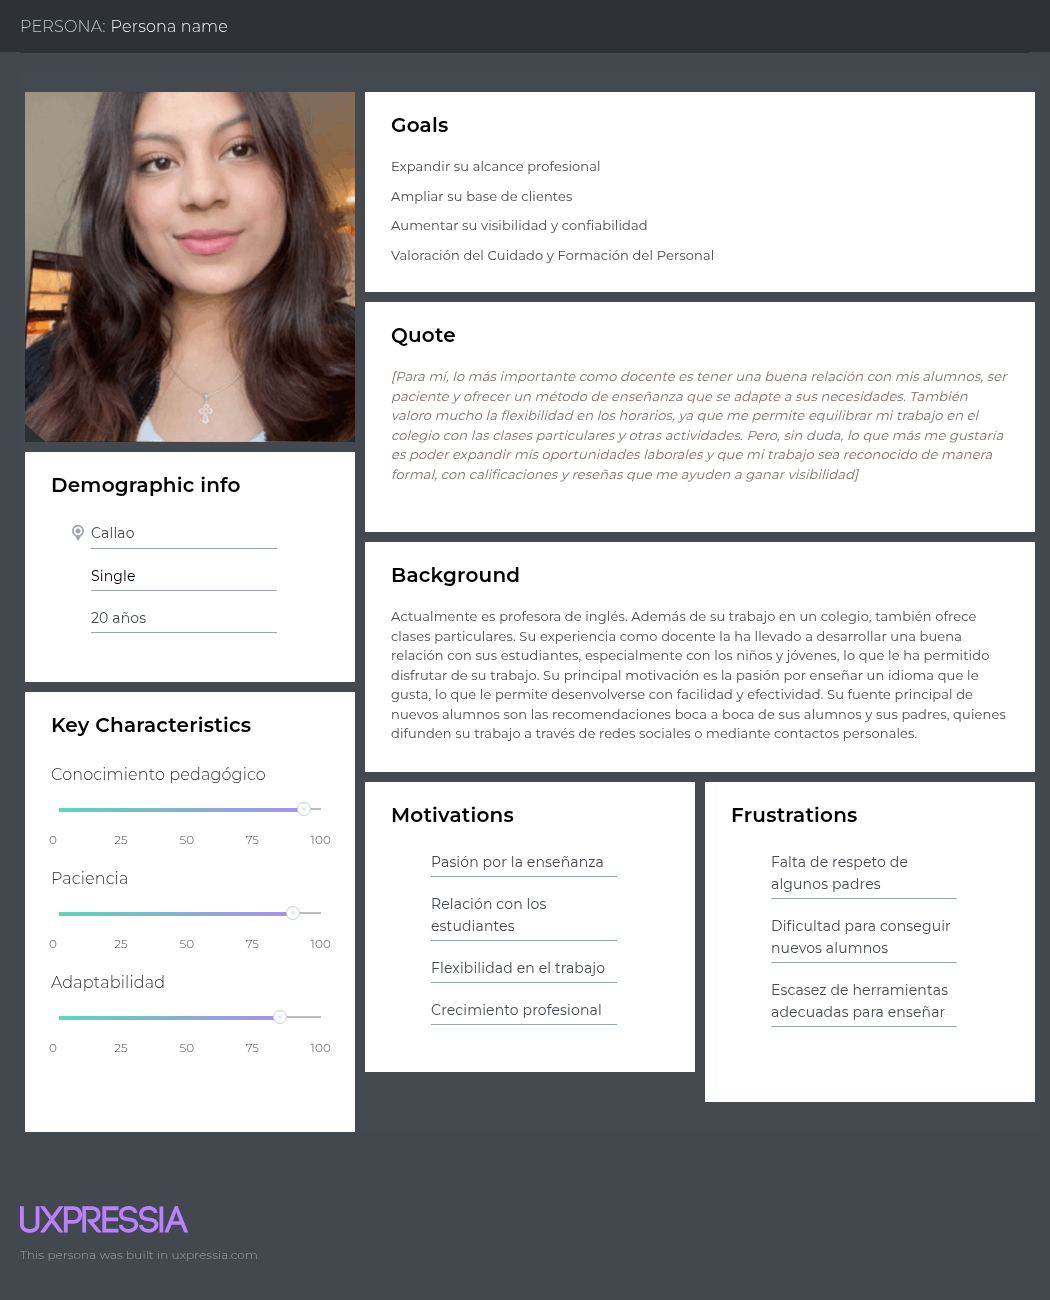 PERSONA: Persona name
Goals
Expandir su alcance profesional
Ampliar su base de clientes
Aumentar su visibilidad y confiabilidad
Valoración del Cuidado y Formación del Personal
Quote
[Para mí, lo más importante como docente es tener una buena relación con mis alumnos, ser
paciente y ofrecer un método de enseñanza que se adapte a sus necesidades. También
valoro mucho la flexibilidad en los horarios, ya que me permite equilibrar mi trabajo en el
colegio con las clases particulares y otras actividades. Pero, sin duda, lo que más me gustaría
es poder expandir mis oportunidades laborales y que mi trabajo sea reconocido de manera
formal, con calificaciones y reseñas que me ayuden a ganar visibilidad]
Demographic info
Callao
Single
20 años
Background
Actualmente es profesora de inglés. Además de su trabajo en un colegio, también ofrece
clases particulares. Su experiencia como docente la ha llevado a desarrollar una buena
relación con sus estudiantes, especialmente con los niños y jóvenes, lo que le ha permitido
disfrutar de su trabajo. Su principal motivación es la pasión por enseñar un idioma que le
gusta, lo que le permite desenvolverse con facilidad y efectividad. Su fuente principal de
nuevos alumnos son las recomendaciones boca a boca de sus alumnos y sus padres, quienes
difunden su trabajo a través de redes sociales o mediante contactos personales.
Key Characteristics
Conocimiento pedagógico
0 25 50 75 100
Paciencia
0 25 50 75 100
Adaptabilidad
0 25 50 75 100
Motivations
Pasión por la enseñanza
Relación con los
estudiantes
Flexibilidad en el trabajo
Crecimiento profesional
Frustrations
Falta de respeto de
algunos padres
Dificultad para conseguir
nuevos alumnos
Escasez de herramientas
adecuadas para enseñar
UXPRESSIA
This persona was built in uxpressia.com